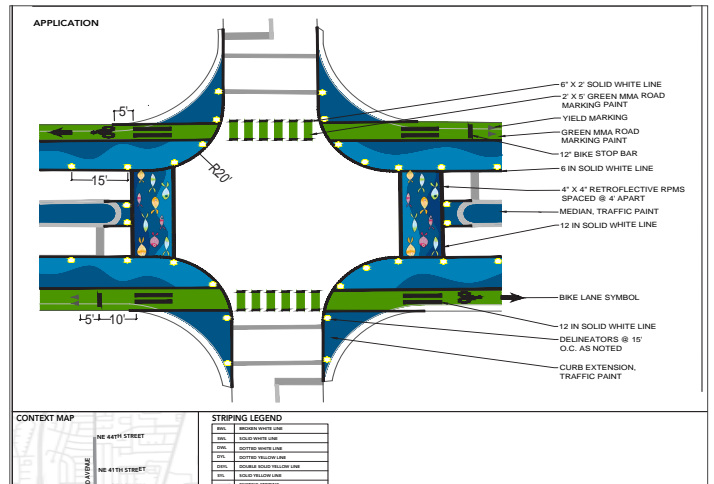 APPLICATION
5'
6" X 2' SOLID WHITE LINE
2' X 5' GREEN MMA ROAD
MARKING PAINT
YIELD MARKING
GREEN MMA ROAD
MARKING PAINT
12" BIKE STOP BAR
6 IN SOLID WHITE LINE
R20'
15'
4" X 4" RETROFLECTIVE RPMS
SPACED @ 4' APART
MEDIAN, TRAFFIC PAINT
12 IN SOLID WHITE LINE
BIKE LANE SYMBOL
5'
10'
12 IN SOLID WHITE LINE
DELINEATORS @ 15'
O.C. AS NOTED
CURB EXTENSION,
TRAFFIC PAINT
CONTEXT MAP
NE 44TH STREET
NE 41TH STREET
D AVENUE
STRIPING LEGEND
BWL BROKEN WHITE LINE
SWL SOLID WHITE LINE
DWL DOTTED WHITE LINE
DYL DOTTED YELLOW LINE
DSYL DOUBLE SOLID YELLOW LINE
SYL SOLID YELLOW LINE